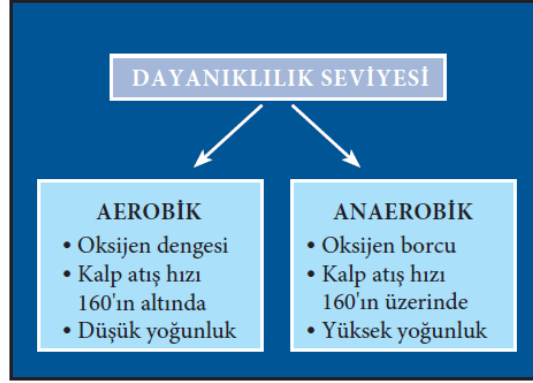 DAYANIKLILIK SEVİYESİ
AEROBİK
• Oksijen dengesi
• Kalp atış hızı
160'ın altında
• Düşük yoğunluk
ANAEROBİK
• Oksijen borcu
• Kalp atış hızı
160'ın üzerinde
• Yüksek yoğunluk